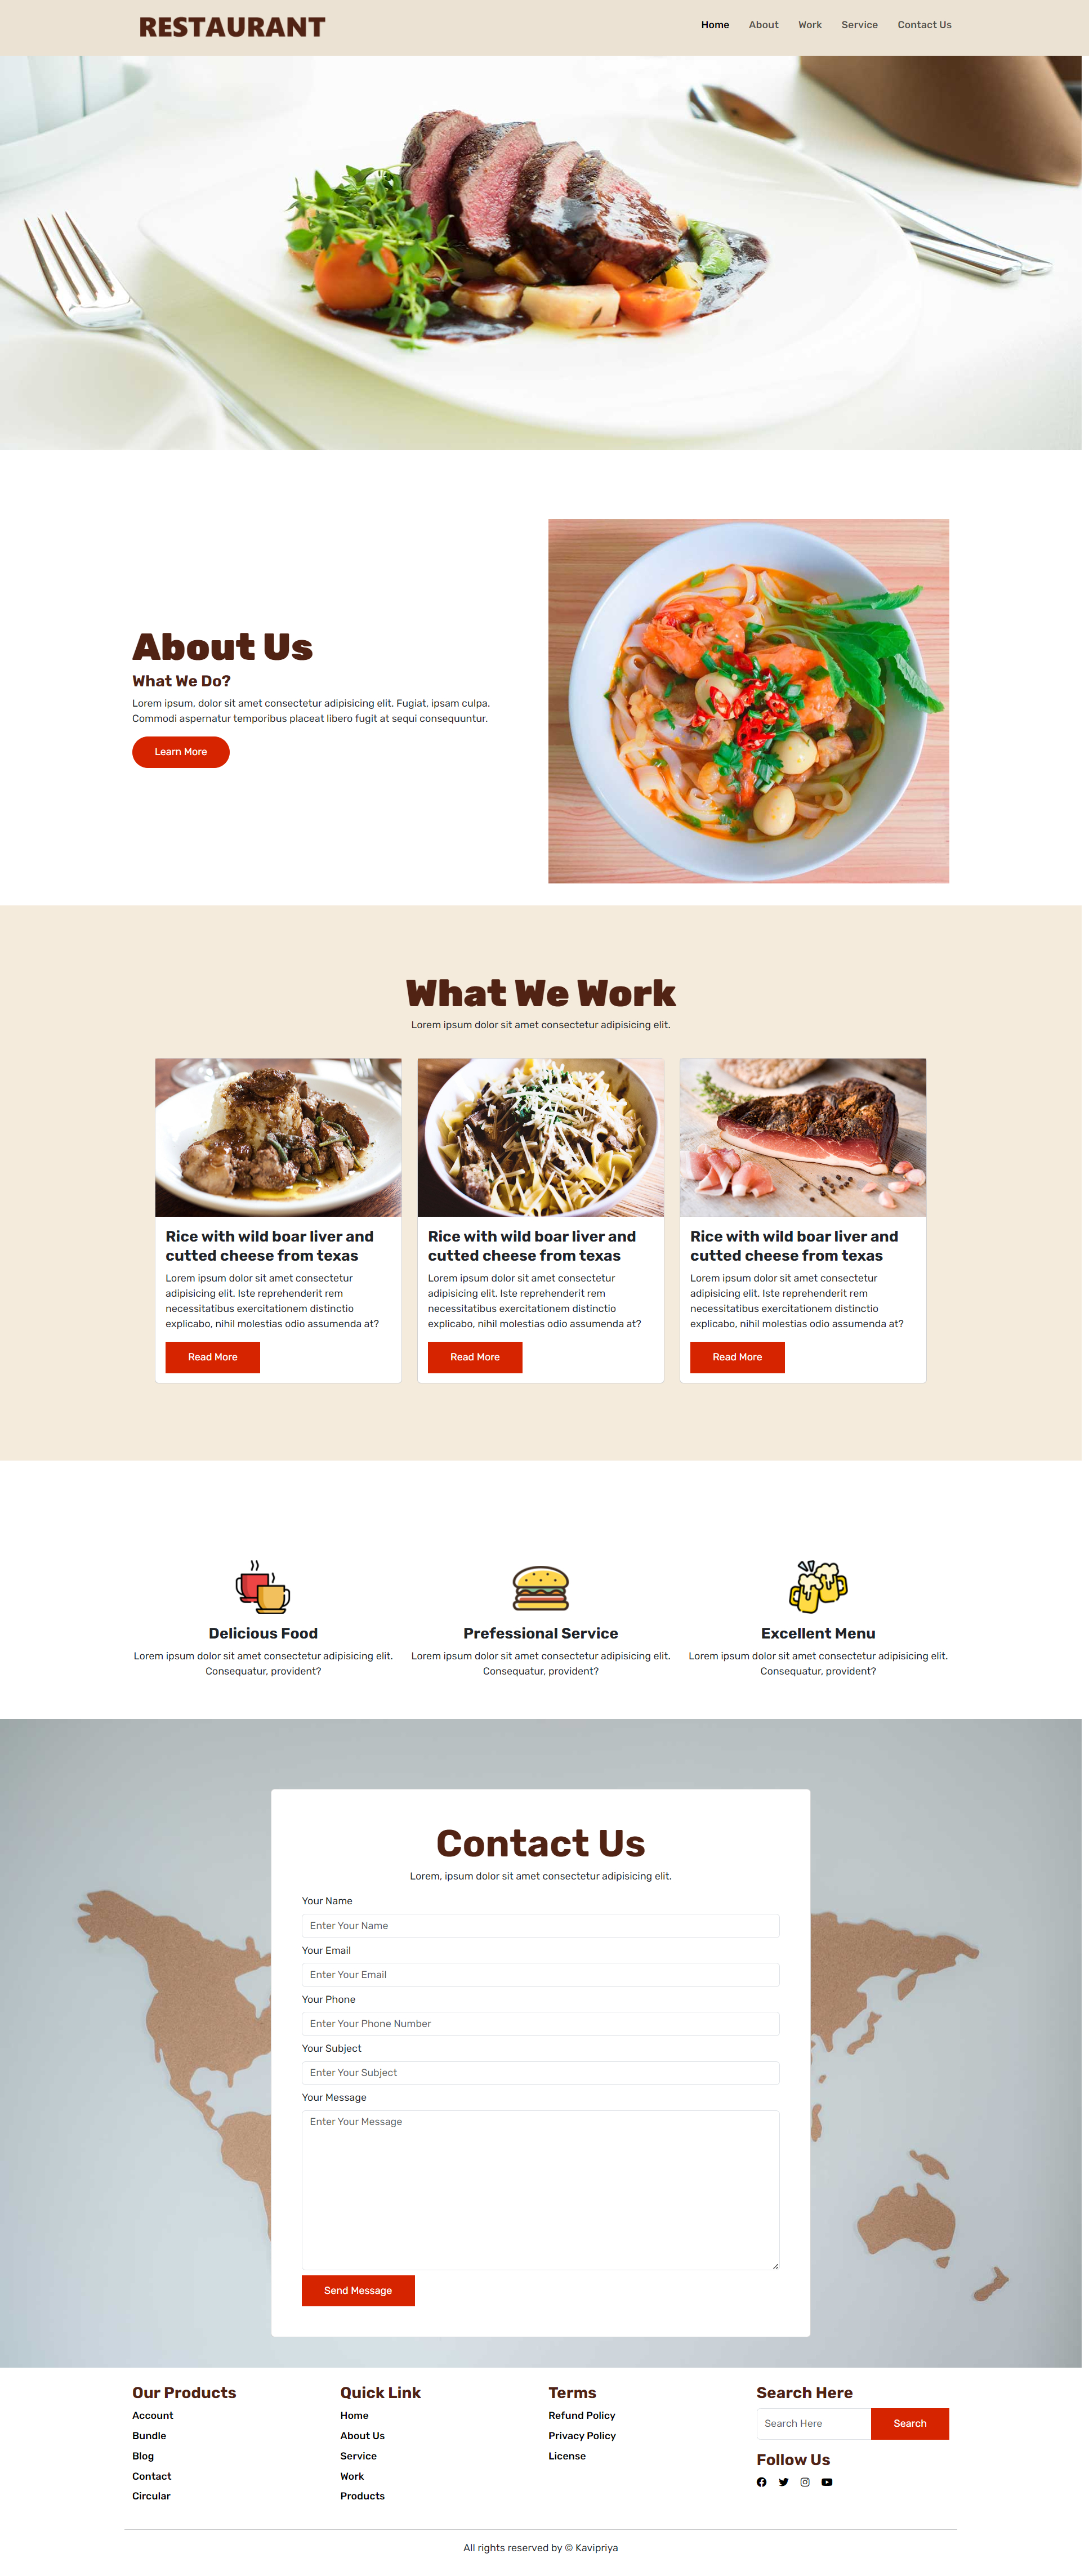 RESTAURANT
Home About Work Service Contact Us
About Us
What We Do?
Lorem ipsum, dolor sit amet consectetur adipisicing elit. Fugiat, ipsam culpa.
Commodi aspernatur temporibus placeat libero fugit at sequi consequuntur.
Learn More
What We Work
Lorem ipsum dolor sit amet consectetur adipisicing elit.
Rice with wild boar liver and
cutted cheese from texas
Lorem ipsum dolor sit amet consectetur
adipisicing elit. Iste reprehenderit rem
necessitatibus exercitationem distinctio
explicabo, nihil molestias odio assumenda at?
Read More
Rice with wild boar liver and
cutted cheese from texas
Lorem ipsum dolor sit amet consectetur
adipisicing elit. Iste reprehenderit rem
necessitatibus exercitationem distinctio
explicabo, nihil molestias odio assumenda at?
Read More
Rice with wild boar liver and
cutted cheese from texas
Lorem ipsum dolor sit amet consectetur
adipisicing elit. Iste reprehenderit rem
necessitatibus exercitationem distinctio
explicabo, nihil molestias odio assumenda at?
Read More
Delicious Food
Lorem ipsum dolor sit amet consectetur adipisicing elit.
Consequatur, provident?
Prefessional Service
Lorem ipsum dolor sit amet consectetur adipisicing elit.
Consequatur, provident?
Excellent Menu
Lorem ipsum dolor sit amet consectetur adipisicing elit.
Consequatur, provident?
Contact Us
Lorem, ipsum dolor sit amet consectetur adipisicing elit.
Your Name
Enter Your Name
Your Email
Enter Your Email
Your Phone
Enter Your Phone Number
Your Subject
Enter Your Subject
Your Message
Enter Your Message
Send Message
Our Products
Account
Bundle
Blog
Contact
Circular
Quick Link
Home
About Us
Service
Work
Products
Terms
Refund Policy
Privacy Policy
License
Search Here
Search Here
Search
Follow Us
All rights reserved by © Kavipriya